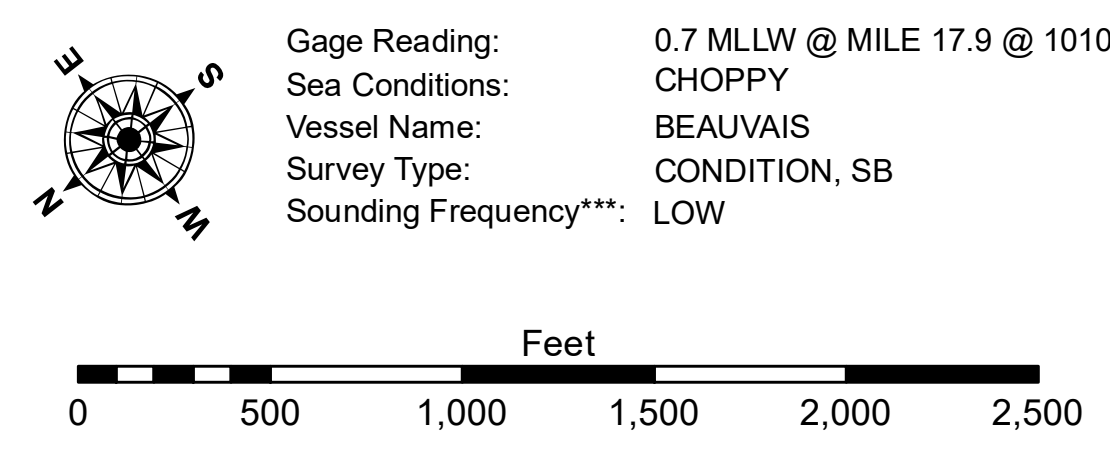 E
S
N
W
Gage Reading: 0.7 MLLW @ MILE 17.9 @ 1010
Sea Conditions: CHOPPY
Vessel Name: BEAUVAIS
Survey Type: CONDITION, SB
Sounding Frequency***: LOW
Feet
0 500 1,000 1,500 2,000 2,500